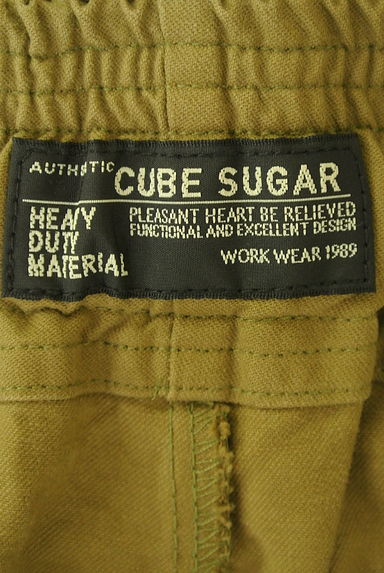 AUTHENTIC CUBE SUGAR
HEAVY DUTY MATERIAL
PLEASANT HEART BE RELIEVED
FUNCTIONAL AND EXCELLENT DESIGN
WORK WEAR 1989